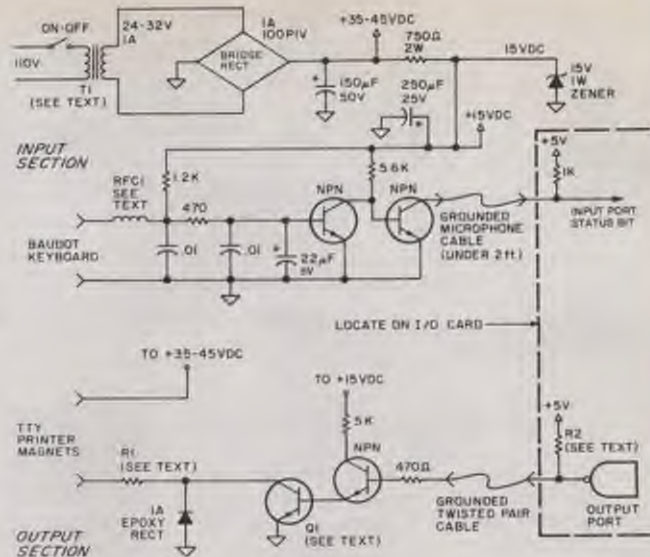 ON-OFF
110V
T1
(SEE TEXT)
24-32V
1A
BRIDGE
RECT
1A
100PIV
+35-45VDC
150µF
50V
750Ω
2W
250µF
25V
15VDC
15V
1W
ZENER
+15VDC
INPUT
SECTION
RFC1
SEE
TEXT
1.2K
470
.01
.01
+
5.6K
NPN
NPN
BAUDOT
KEYBOARD
GROUNDED
MICROPHONE
CABLE
(UNDER 2ft.)
+5V
1K
INPUT PORT
STATUS BIT
LOCATE ON I/O CARD
TO +35-45VDC
TTY
PRINTER
MAGNETS
R1
(SEE TEXT)
1A
EPOXY
RECT
TO +15VDC
5K
NPN
Q1
(SEE TEXT)
470Ω
GROUNDED
TWISTED PAIR
CABLE
+5V
R2
(SEE TEXT)
OUTPUT
PORT
OUTPUT
SECTION